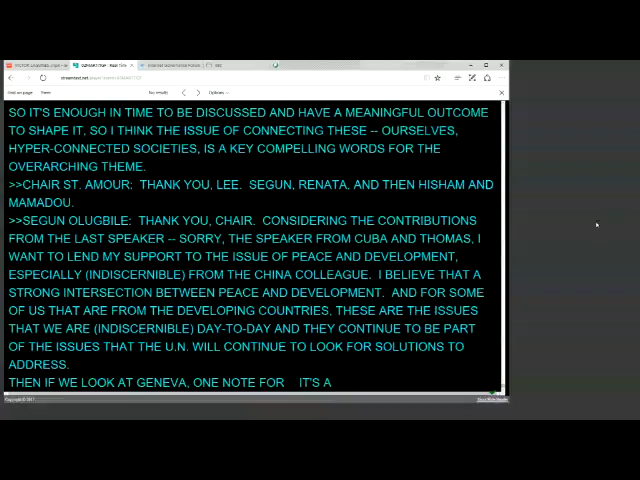 Find on page
No results
Options
SO IT'S ENOUGH IN TIME TO BE DISCUSSED AND HAVE A MEANINGFUL OUTCOME
TO SHAPE IT, SO I THINK THE ISSUE OF CONNECTING THESE -- OURSELVES,
HYPER-CONNECTED SOCIETIES, IS A KEY COMPELLING WORDS FOR THE
OVERARCHING THEME.
>>CHAIR ST. AMOUR:  THANK YOU, LEE.  SEGUN, RENATA, AND THEN HISHAM AND
MAMADOU.
>>SEGUN OLUGBILE:  THANK YOU, CHAIR.  CONSIDERING THE CONTRIBUTIONS
FROM THE LAST SPEAKER -- SORRY, THE SPEAKER FROM CUBA AND THOMAS, I
WANT TO LEND MY SUPPORT TO THE ISSUE OF PEACE AND DEVELOPMENT,
ESPECIALLY (INDISCERNIBLE) FROM THE CHINA COLLEAGUE.  I BELIEVE THAT A
STRONG INTERSECTION BETWEEN PEACE AND DEVELOPMENT.  AND FOR SOME
OF US THAT ARE FROM THE DEVELOPING COUNTRIES, THESE ARE THE ISSUES
THAT WE ARE (INDISCERNIBLE) DAY-TO-DAY AND THEY CONTINUE TO BE PART
OF THE ISSUES THAT THE U.N. WILL CONTINUE TO LOOK FOR SOLUTIONS TO
ADDRESS.
THEN IF WE LOOK AT GENEVA, ONE NOTE FOR    IT'S A